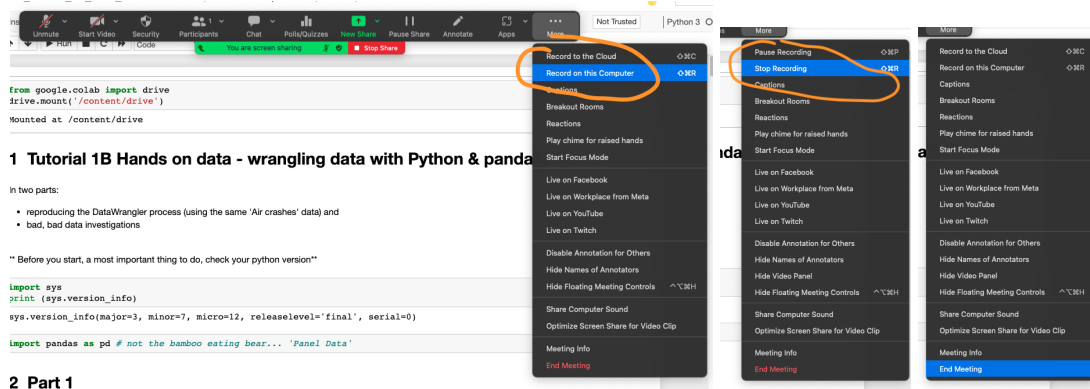 Unmute
Start Video
Security
Participants
1
Chat
Polls/Quizzes
New Share
Pause Share
Annotate
Apps
More
Not Trusted
Python 3
Run
Code
You are screen sharing
Stop Share
from google.colab import drive
drive.mount('/content/drive')
Mounted at /content/drive
1 Tutorial 1B Hands on data - wrangling data with Python & panda
In two parts:
• reproducing the DataWrangler process (using the same 'Air crashes' data) and
• bad, bad data investigations
** Before you start, a most important thing to do, check your python version**
import sys
print (sys.version_info)
sys.version_info(major=3, minor=7, micro=12, releaselevel='final', serial=0)
import pandas as pd # not the bamboo eating bear... 'Panel Data'
2 Part 1
Record to the Cloud ⇧⌘C
Record on this Computer ⇧⌘R
Captions
Breakout Rooms
Reactions
Play chime for raised hands
Start Focus Mode
Live on Facebook
Live on Workplace from Meta
Live on YouTube
Live on Twitch
Disable Annotation for Others
Hide Names of Annotators
Hide Floating Meeting Controls ^⌥⌘H
Share Computer Sound
Optimize Screen Share for Video Clip
Meeting Info
End Meeting
More
Pause Recording ⇧⌘P
Stop Recording ⇧⌘R
Captions
Breakout Rooms
Reactions
Play chime for raised hands
Start Focus Mode
Live on Facebook
Live on Workplace from Meta
Live on YouTube
Live on Twitch
Disable Annotation for Others
Hide Names of Annotators
Hide Video Panel
Hide Floating Meeting Controls ^⌥⌘H
Share Computer Sound
Optimize Screen Share for Video Clip
Meeting Info
End Meeting
More
Record to the Cloud ⇧⌘C
Record on this Computer ⇧⌘R
Captions
Breakout Rooms
Reactions
Play chime for raised hands
Start Focus Mode
Live on Facebook
Live on Workplace from Meta
Live on YouTube
Live on Twitch
Disable Annotation for Others
Hide Names of Annotators
Hide Video Panel
Hide Floating Meeting Controls ^⌥⌘H
Share Computer Sound
Optimize Screen Share for Video Clip
Meeting Info
End Meeting